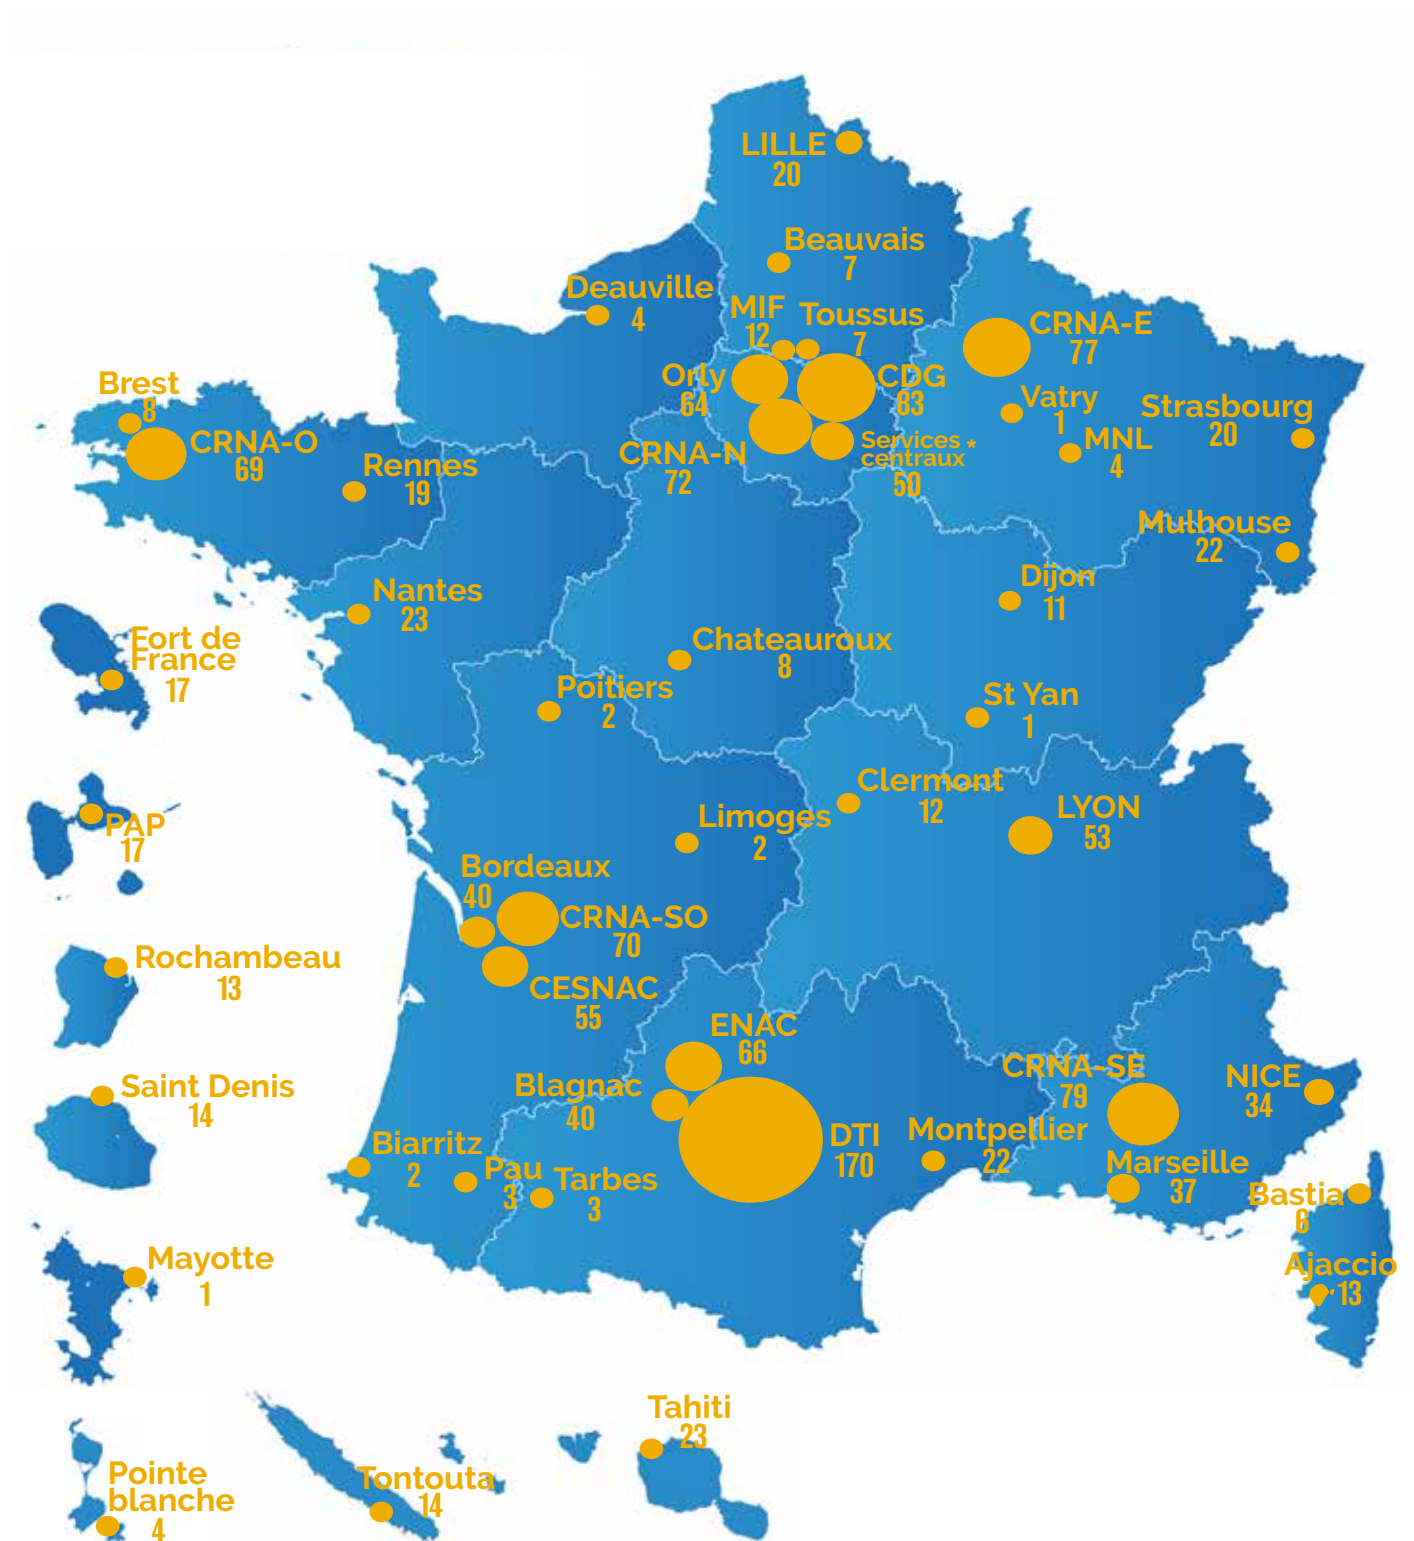 LILLE
20
Beauvais
7
Deauville
4
MIF
12
Toussus
7
CRNA-E
77
Orly
64
CDG
83
Brest
8
Vatry
1
Strasbourg
20
CRNA-O
69
MNL
4
Services *
centraux
50
CRNA-N
72
Rennes
19
Mulhouse
22
Dijon
11
Nantes
23
Fort de
France
17
Chateauroux
8
Poitiers
2
St Yan
1
Clermont
12
LYON
53
PAP
17
Limoges
2
Bordeaux
40
CRNA-SO
70
Rochambeau
13
CESNAC
55
ENAC
66
CRNA-SE
79
NICE
34
Saint Denis
14
Blagnac
40
DTI
170
Montpellier
22
Biarritz
2
Pau
3
Tarbes
3
Marseille
37
Bastia
6
Mayotte
1
Ajaccio
13
Tahiti
23
Pointe
blanche
4
Tontouta
14